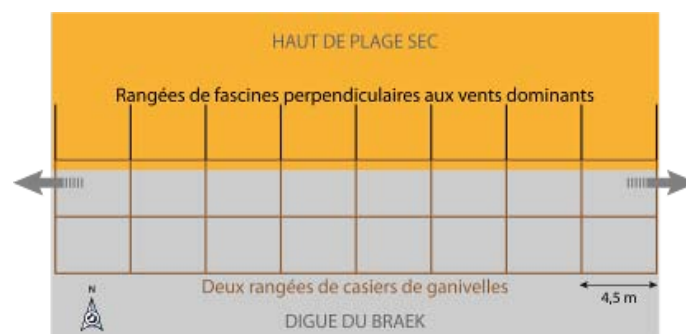 HAUT DE PLAGE SEC
Rangées de fascines perpendiculaires aux vents dominants
Deux rangées de casiers de ganivelles
4,5 m
N
DIGUE DU BRAEK